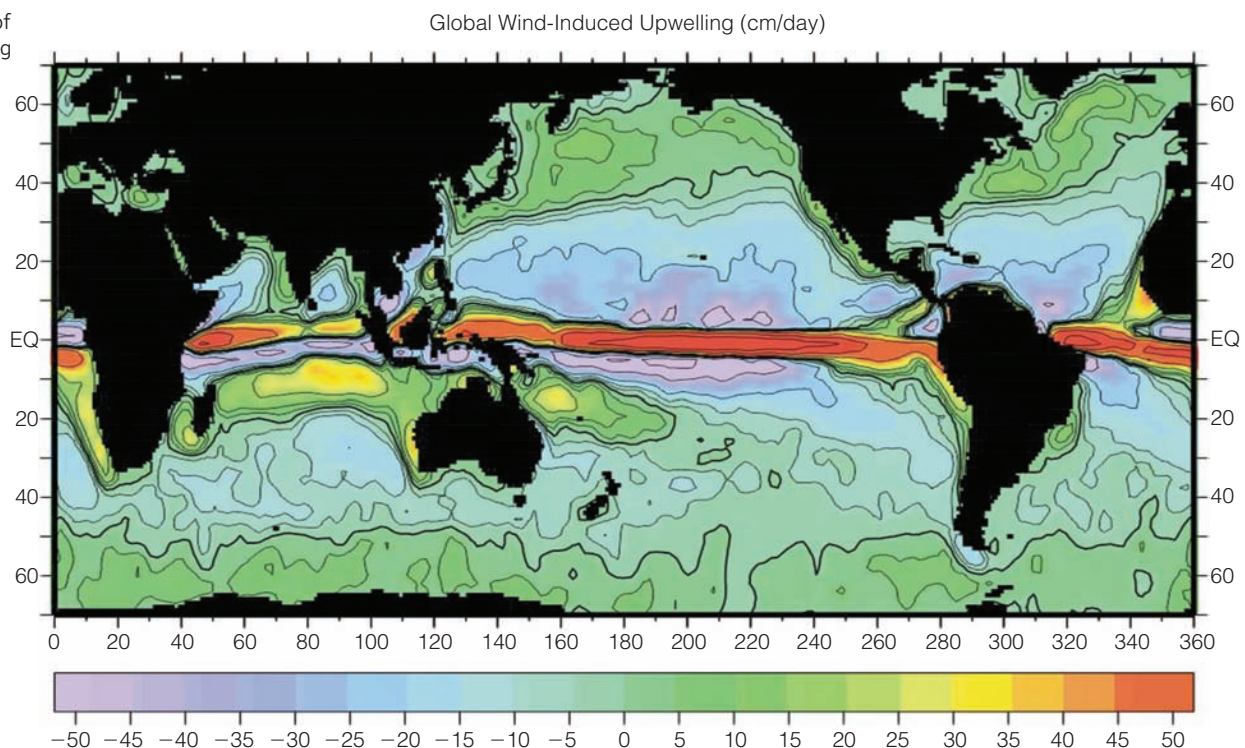 of
g
Global Wind-Induced Upwelling (cm/day)
60 60
40 40
20 20
EQ EQ
20 20
40 40
60 60
0 20 40 60 80 100 120 140 160 180 200 220 240 260 280 300 320 340 360
−50 −45 −40 −35 −30 −25 −20 −15 −10 −5 0 5 10 15 20 25 30 35 40 45 50